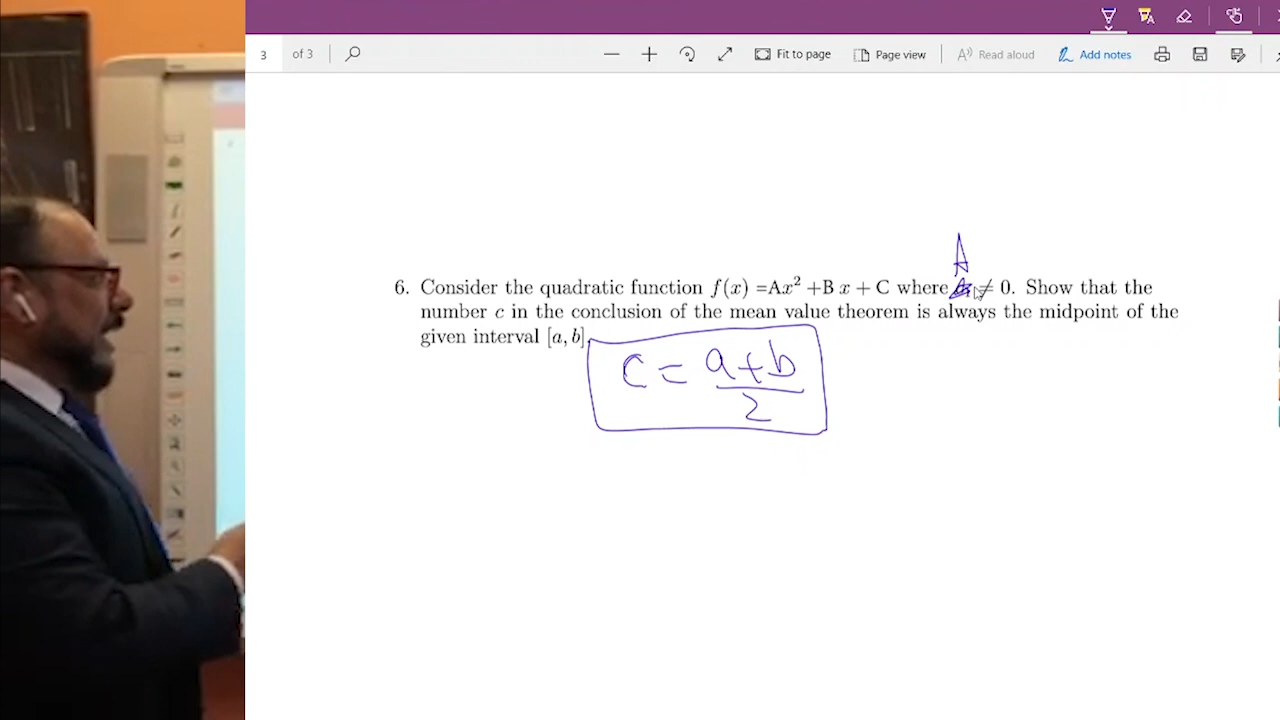 3 of 3 Fit to page Page view Read aloud Add notes
A
6. Consider the quadratic function f(x) =Ax² +B x + C where ≠ 0. Show that the
number c in the conclusion of the mean value theorem is always the midpoint of the
given interval [a, b]
c = a+b
2